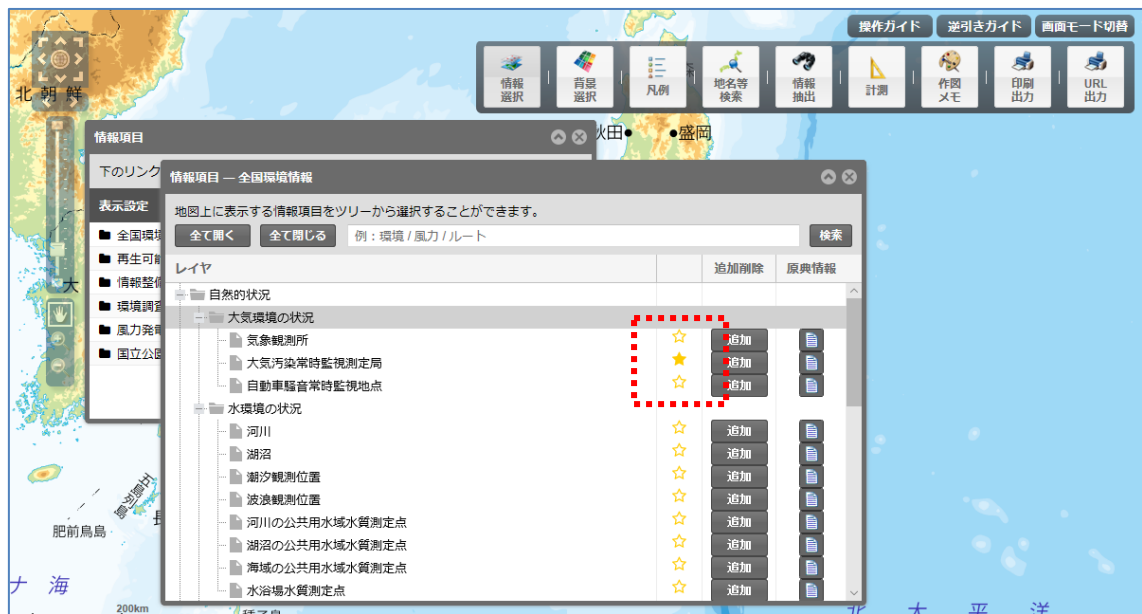 操作ガイド 逆引きガイド 画面モード切替
情報選択 背景選択 凡例 地名等検索 情報抽出 計測 作図メモ 印刷出力 URL出力
北朝鮮
秋田 盛岡
情報項目
下のリンク
表示設定
全国環境
再生可能
情報整備
環境調査
風力発電
国立公園
情報項目 — 全国環境情報
地図上に表示する情報項目をツリーから選択することができます。
全て開く 全て閉じる 例：環境 / 風力 / ルート 検索
レイヤ 追加削除 原典情報
自然的状況
大気環境の状況
気象観測所 追加
大気汚染常時監視測定局 追加
自動車騒音常時監視地点 追加
水環境の状況
河川 追加
湖沼 追加
潮汐観測位置 追加
波浪観測位置 追加
河川の公共用水域水質測定点 追加
湖沼の公共用水域水質測定点 追加
海域の公共用水域水質測定点 追加
水浴場水質測定点 追加
大
五島列島
長
肥前鳥島
ナ 海
200km
北 太 平 洋